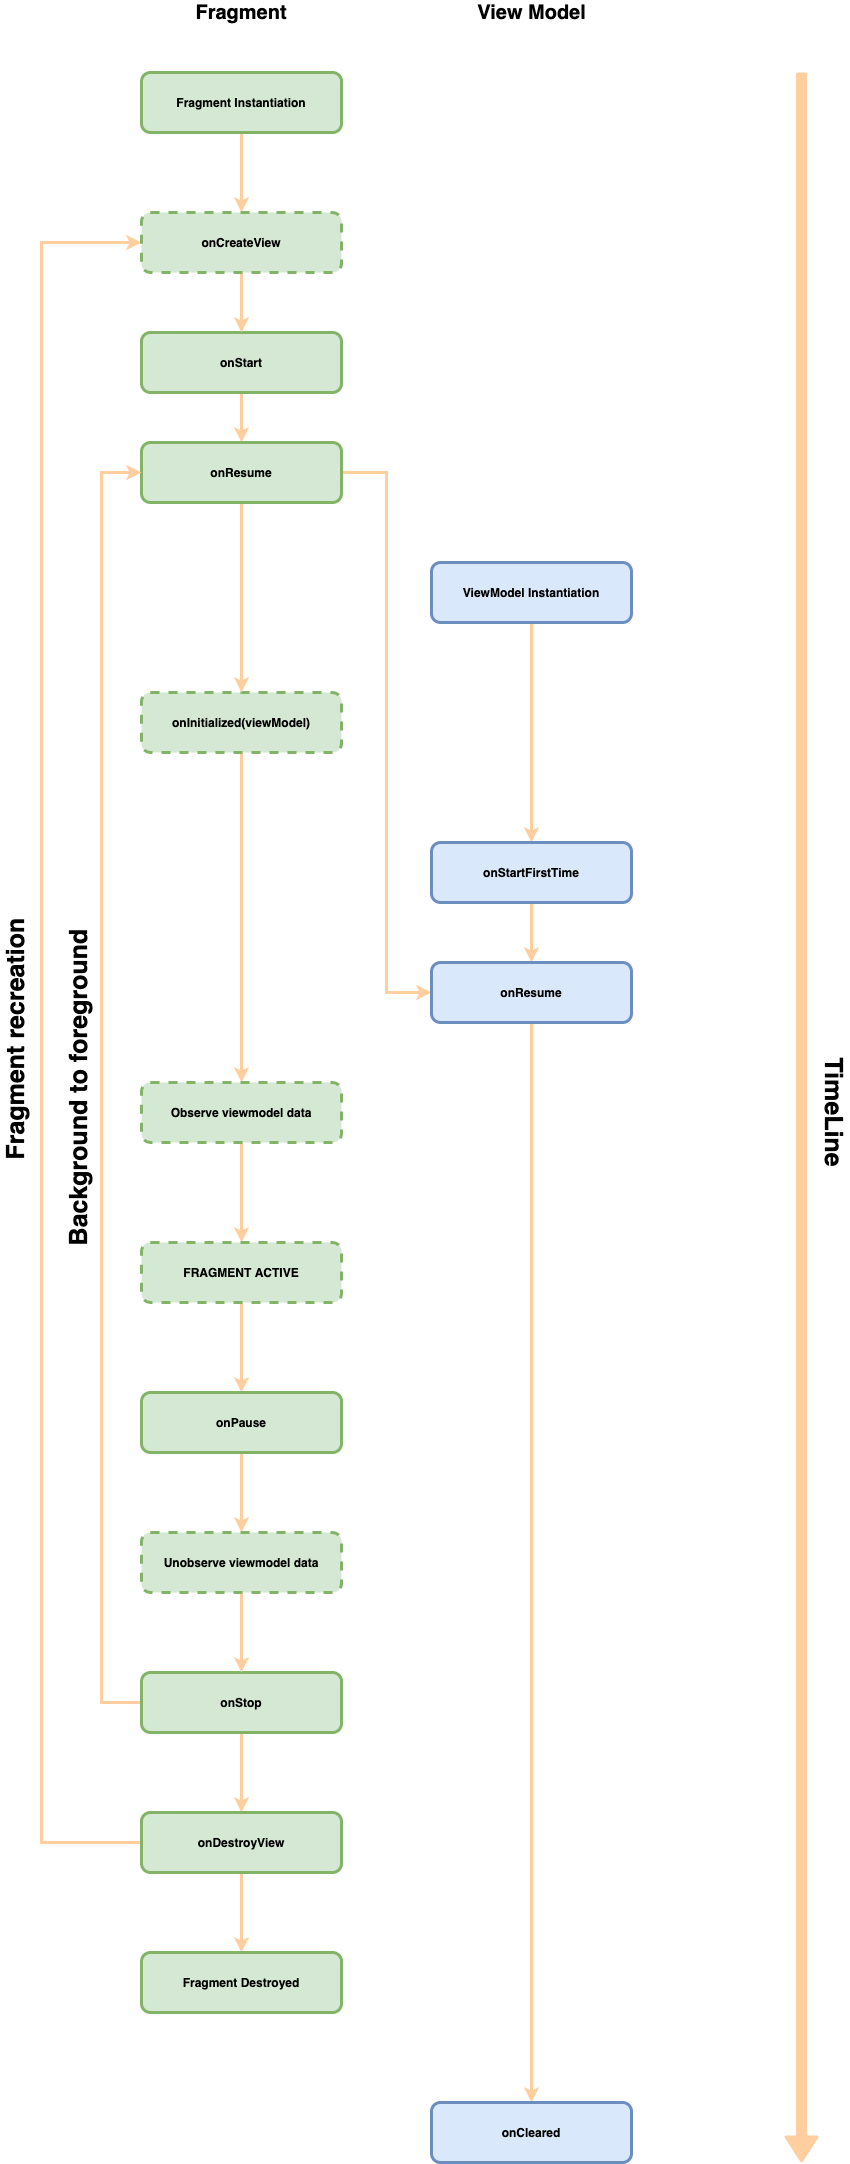 Fragment
View Model
Fragment Instantiation
onCreateView
onStart
onResume
ViewModel Instantiation
onInitialized(viewModel)
onStartFirstTime
onResume
Fragment recreation
Background to foreground
TimeLine
Observe viewmodel data
FRAGMENT ACTIVE
onPause
Unobserve viewmodel data
onStop
onDestroyView
Fragment Destroyed
onCleared